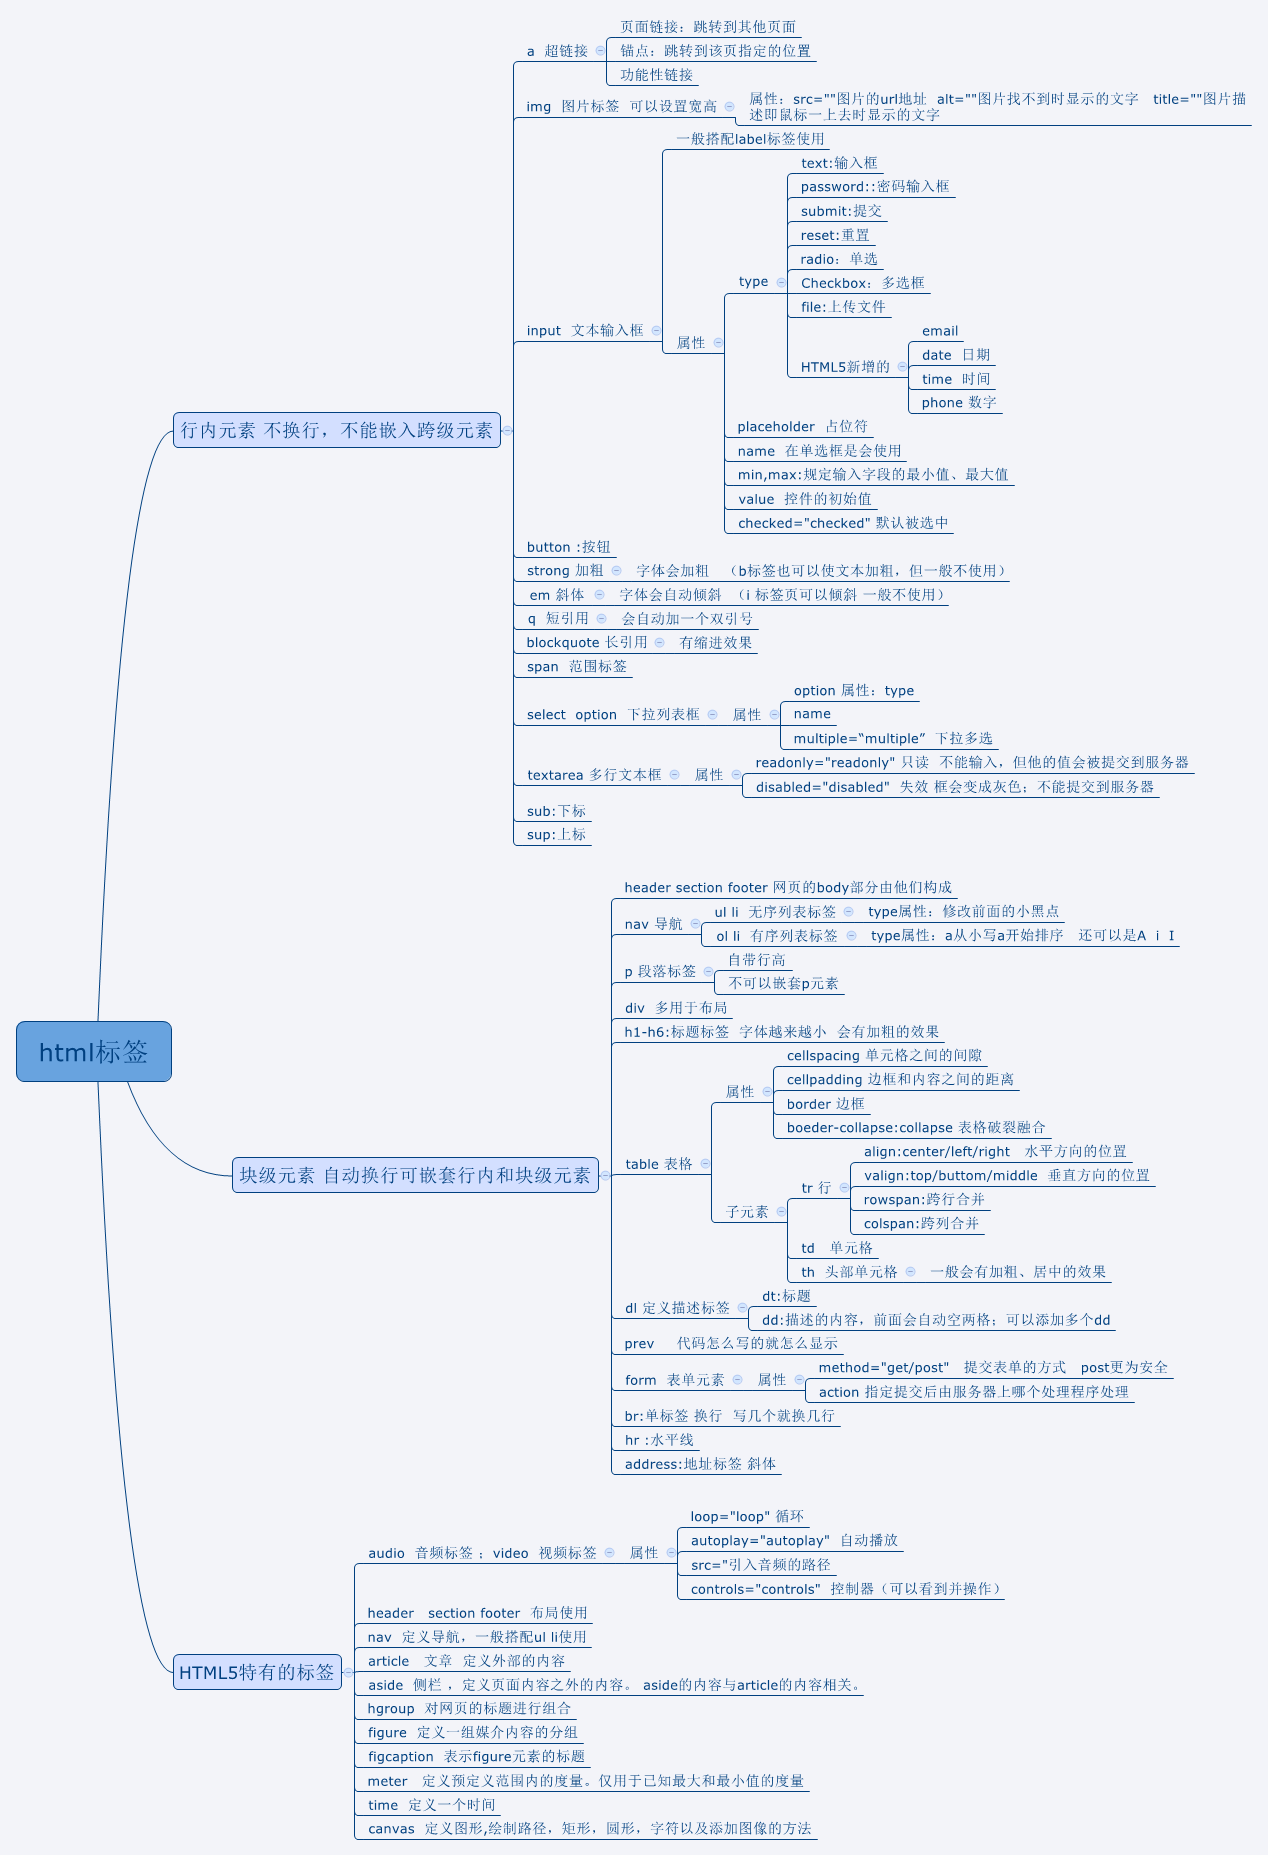 html标签
行内元素 不换行，不能嵌入跨级元素
a 超链接
页面链接：跳转到其他页面
锚点：跳转到该页指定的位置
功能性链接
img 图片标签 可以设置宽高
属性：src=""图片的url地址 alt=""图片找不到时显示的文字 title=""图片描
述即鼠标一上去时显示的文字
input 文本输入框
一般搭配label标签使用
属性
type
text:输入框
password::密码输入框
submit:提交
reset:重置
radio：单选
Checkbox：多选框
file:上传文件
HTML5新增的
email
date 日期
time 时间
phone 数字
placeholder 占位符
name 在单选框是会使用
min,max:规定输入字段的最小值、最大值
value 控件的初始值
checked="checked" 默认被选中
button :按钮
strong 加粗
字体会加粗 （b标签也可以使文本加粗，但一般不使用）
em 斜体
字体会自动倾斜 （i 标签页可以倾斜 一般不使用）
q 短引用
会自动加一个双引号
blockquote 长引用
有缩进效果
span 范围标签
select option 下拉列表框
属性
option 属性：type
name
multiple=“multiple” 下拉多选
textarea 多行文本框
属性
readonly="readonly" 只读 不能输入，但他的值会被提交到服务器
disabled="disabled" 失效 框会变成灰色；不能提交到服务器
sub:下标
sup:上标
块级元素 自动换行可嵌套行内和块级元素
header section footer 网页的body部分由他们构成
nav 导航
ul li 无序列表标签
type属性：修改前面的小黑点
ol li 有序列表标签
type属性：a从小写a开始排序 还可以是A i I
p 段落标签
自带行高
不可以嵌套p元素
div 多用于布局
h1-h6:标题标签 字体越来越小 会有加粗的效果
table 表格
属性
cellspacing 单元格之间的间隙
cellpadding 边框和内容之间的距离
border 边框
boeder-collapse:collapse 表格破裂融合
子元素
tr 行
align:center/left/right 水平方向的位置
valign:top/buttom/middle 垂直方向的位置
rowspan:跨行合并
colspan:跨列合并
td 单元格
th 头部单元格
一般会有加粗、居中的效果
dl 定义描述标签
dt:标题
dd:描述的内容，前面会自动空两格；可以添加多个dd
prev 代码怎么写的就怎么显示
form 表单元素
属性
method="get/post" 提交表单的方式 post更为安全
action 指定提交后由服务器上哪个处理程序处理
br:单标签 换行 写几个就换几行
hr :水平线
address:地址标签 斜体
HTML5特有的标签
audio 音频标签 ；video 视频标签
属性
loop="loop" 循环
autoplay="autoplay" 自动播放
src="引入音频的路径
controls="controls" 控制器（可以看到并操作）
header section footer 布局使用
nav 定义导航，一般搭配ul li使用
article 文章 定义外部的内容
aside 侧栏 ，定义页面内容之外的内容。 aside的内容与article的内容相关。
hgroup 对网页的标题进行组合
figure 定义一组媒介内容的分组
figcaption 表示figure元素的标题
meter 定义预定义范围内的度量。仅用于已知最大和最小值的度量
time 定义一个时间
canvas 定义图形,绘制路径，矩形，圆形，字符以及添加图像的方法